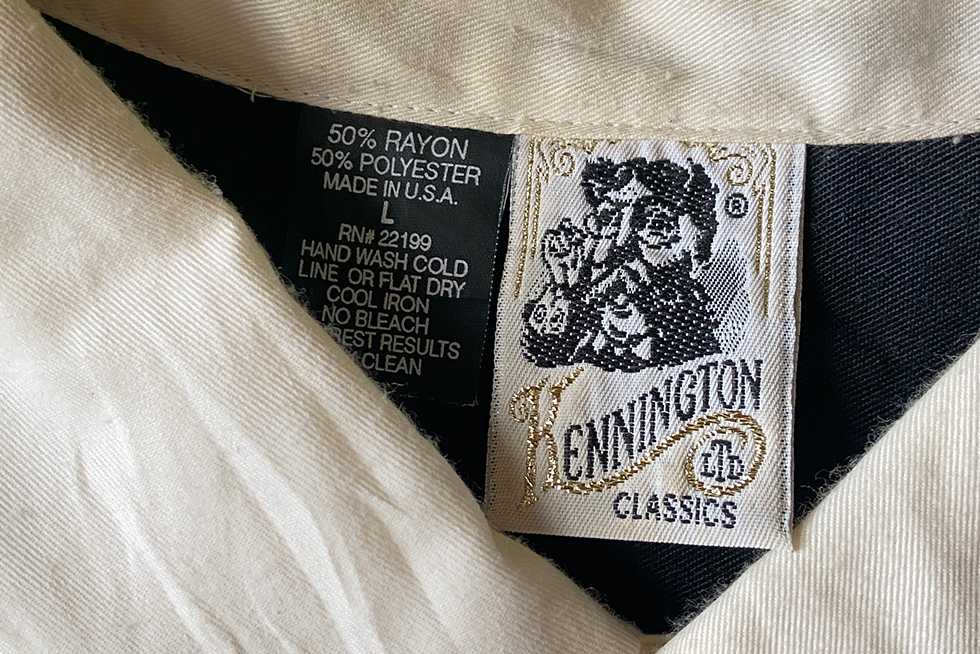 50% RAYON
50% POLYESTER
MADE IN U.S.A.
L
RN# 22199
HAND WASH COLD
LINE OR FLAT DRY
COOL IRON
NO BLEACH
BEST RESULTS
CLEAN
®
KENNINGTON
LTD
CLASSICS